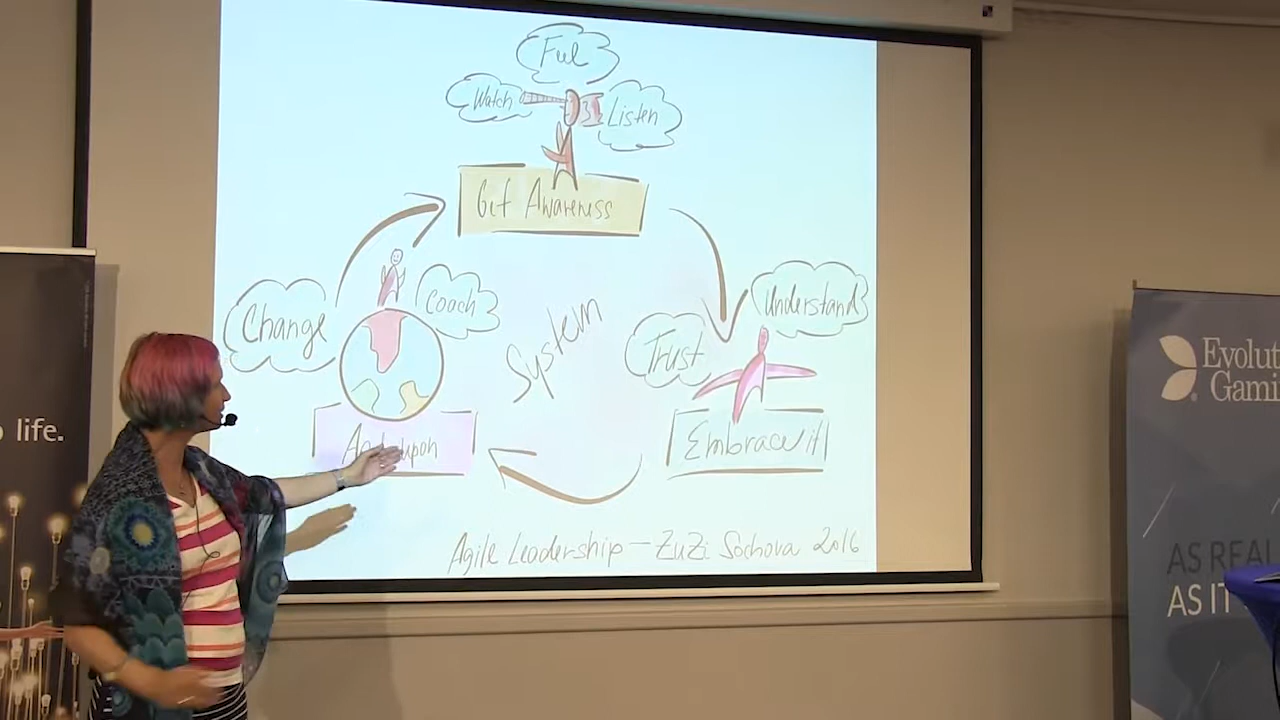 Feel
Watch
Listen
Get Awareness
Change
Coach
System
Trust
Understand
upon
Embrace it
Agile Leadership - ZuZi Sochova 2016
life.
Evolut
Gami
AS REAL
AS IT